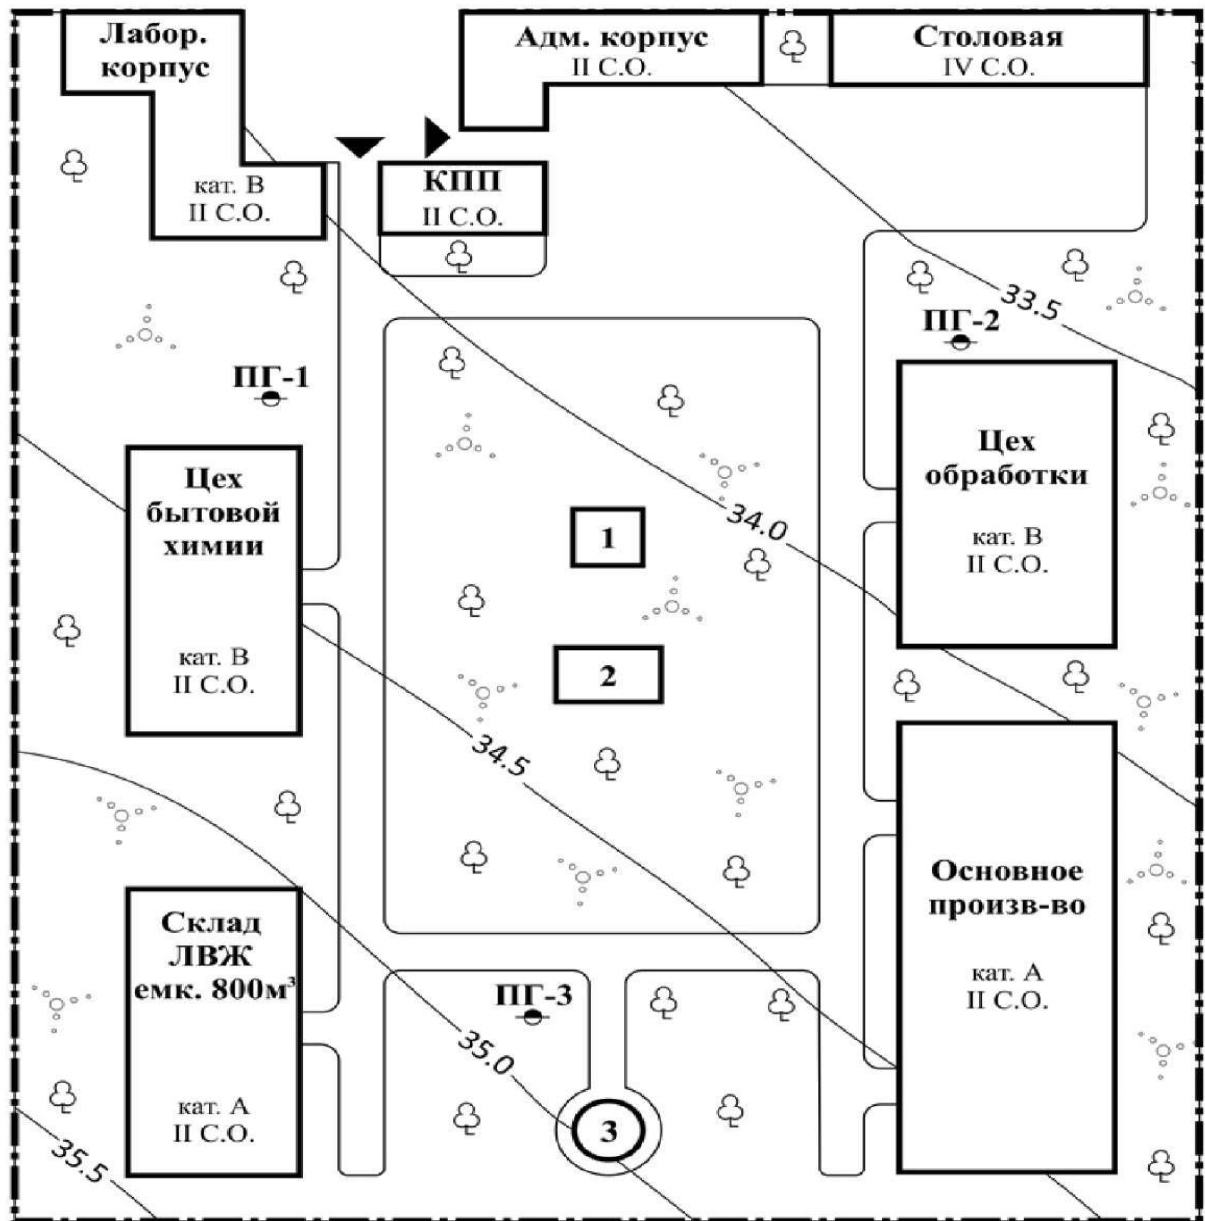 Лабор.
корпус
кат. В
II С.О.
Адм. корпус
II С.О.
Столовая
IV С.О.
КПП
II С.О.
33.5
ПГ-2
ПГ-1
Цех
бытовой
химии
кат. В
II С.О.
1
34.0
Цех
обработки
кат. В
II С.О.
2
34.5
Склад
ЛВЖ
емк. 800м³
кат. А
II С.О.
ПГ-3
35.0
3
Основное
произв-во
кат. А
II С.О.
35.5